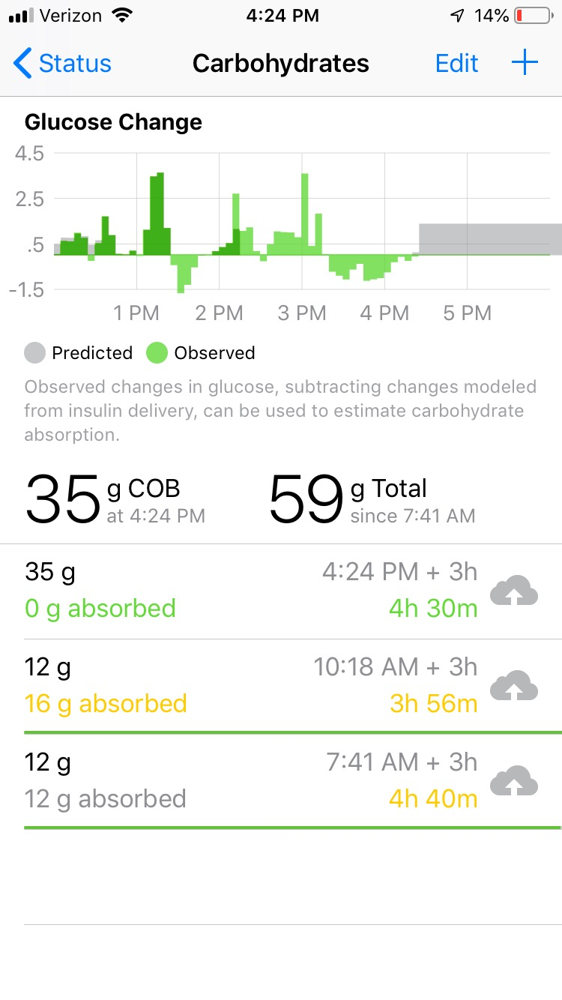 Verizon 4:24 PM 14%
Status Carbohydrates Edit +
Glucose Change
4.5
2.5
.5
-1.5
1 PM 2 PM 3 PM 4 PM 5 PM
Predicted Observed
Observed changes in glucose, subtracting changes modeled
from insulin delivery, can be used to estimate carbohydrate
absorption.
35 g COB 59 g Total
at 4:24 PM since 7:41 AM
35 g 4:24 PM + 3h
0 g absorbed 4h 30m
12 g 10:18 AM + 3h
16 g absorbed 3h 56m
12 g 7:41 AM + 3h
12 g absorbed 4h 40m